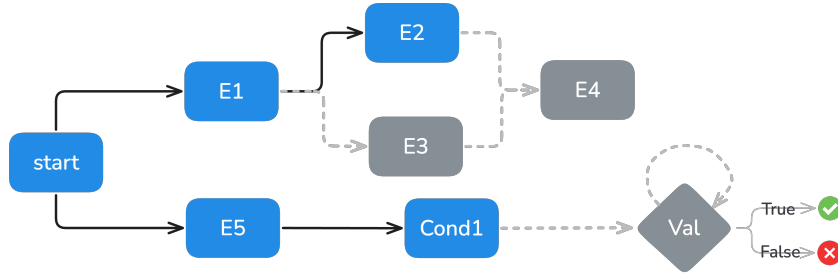 E2
E1
E4
E3
start
True
E5
Cond1
Val
False